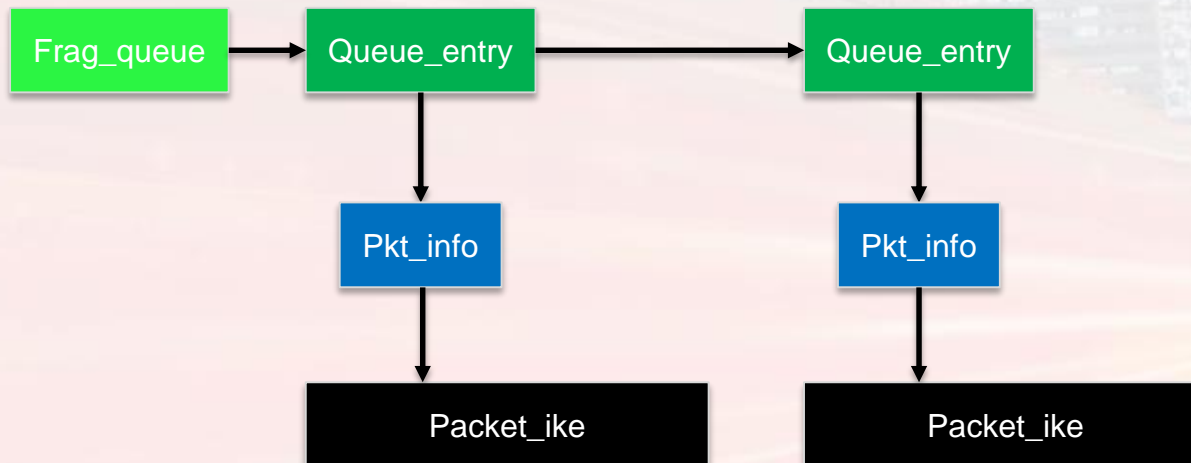 Frag_queue
Queue_entry
Queue_entry
Pkt_info
Pkt_info
Packet_ike
Packet_ike